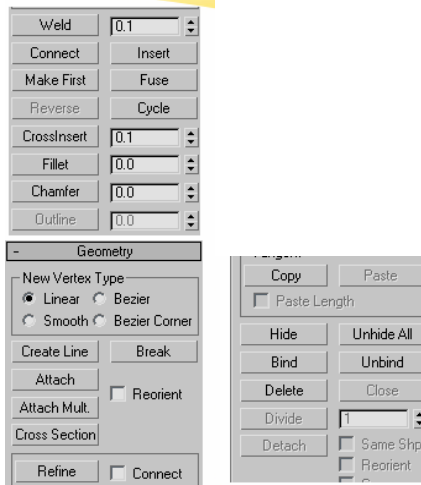 Weld 0.1
Connect Insert
Make First Fuse
Reverse Cycle
CrossInsert 0.1
Fillet 0.0
Chamfer 0.0
Outline 0.0
- Geometry
New Vertex Type
Linear Bezier
Smooth Bezier Corner
Create Line Break
Attach
Reorient
Attach Mult.
Cross Section
Refine Connect
Copy Paste
Paste Length
Hide Unhide All
Bind Unbind
Delete Close
Divide 1
Detach Same Shp
Reorient